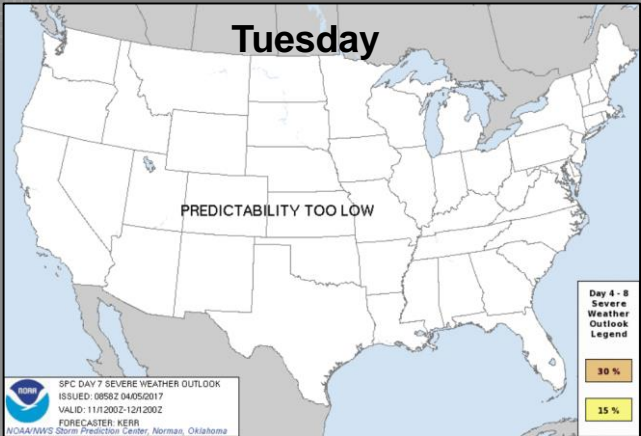 Tuesday
PREDICTABILITY TOO LOW
Day 4 - 8
Severe
Weather
Outlook
Legend
30 %
15 %
NOAA
SPC DAY 7 SEVERE WEATHER OUTLOOK
ISSUED: 0858Z 04/05/2017
VALID: 11/1200Z-12/1200Z
FORECASTER: KERR
NOAA/NWS Storm Prediction Center, Norman, Oklahoma